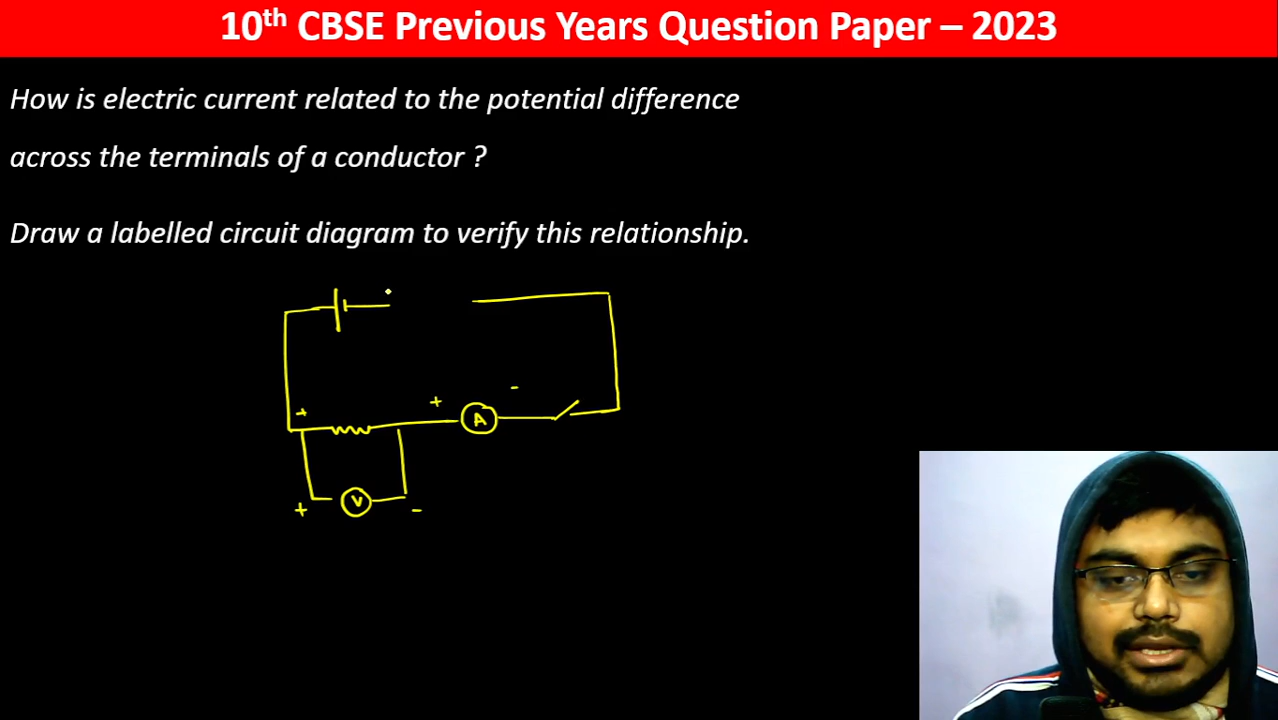 10th CBSE Previous Years Question Paper – 2023
How is electric current related to the potential difference
across the terminals of a conductor ?
Draw a labelled circuit diagram to verify this relationship.
-
+ + A
V
+ -